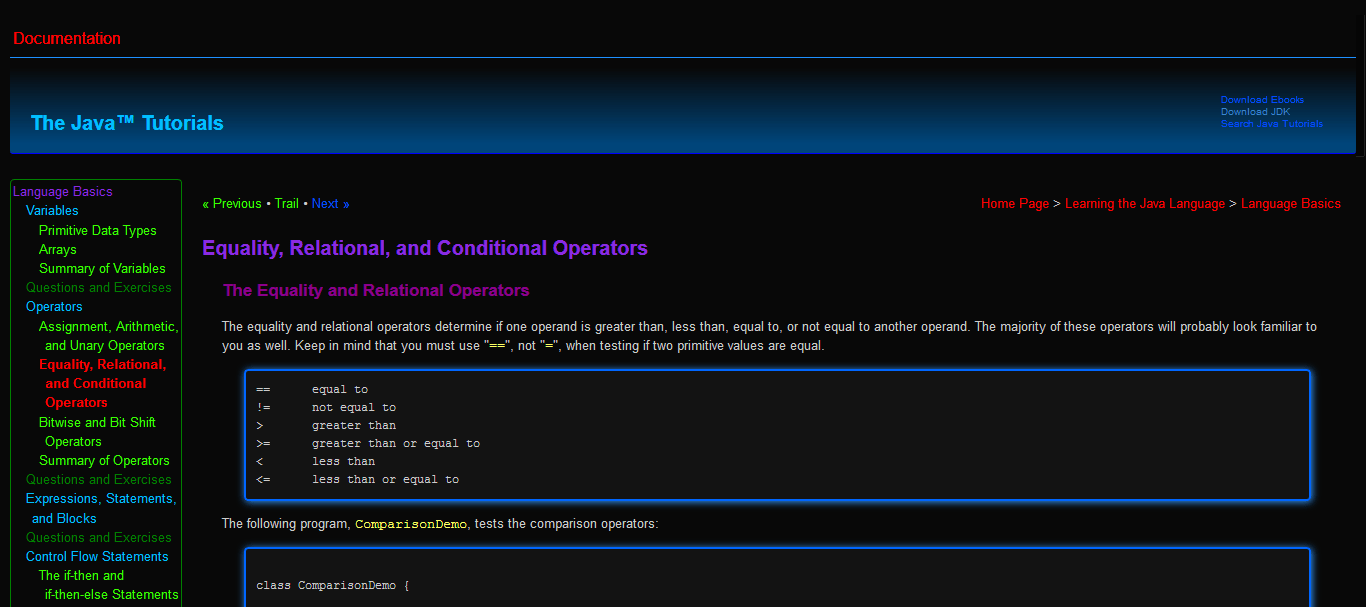 Documentation
The Java™ Tutorials
Download Ebooks
Download JDK
Search Java Tutorials
Language Basics
Variables
Primitive Data Types
Arrays
Summary of Variables
Questions and Exercises
Operators
Assignment, Arithmetic,
and Unary Operators
Equality, Relational,
and Conditional
Operators
Bitwise and Bit Shift
Operators
Summary of Operators
Questions and Exercises
Expressions, Statements,
and Blocks
Questions and Exercises
Control Flow Statements
The if-then and
if-then-else Statements
« Previous • Trail • Next »
Home Page > Learning the Java Language > Language Basics
Equality, Relational, and Conditional Operators
The Equality and Relational Operators
The equality and relational operators determine if one operand is greater than, less than, equal to, or not equal to another operand. The majority of these operators will probably look familiar to
you as well. Keep in mind that you must use "==", not "=", when testing if two primitive values are equal.
== equal to
!= not equal to
> greater than
>= greater than or equal to
< less than
<= less than or equal to
The following program, ComparisonDemo, tests the comparison operators:
class ComparisonDemo {